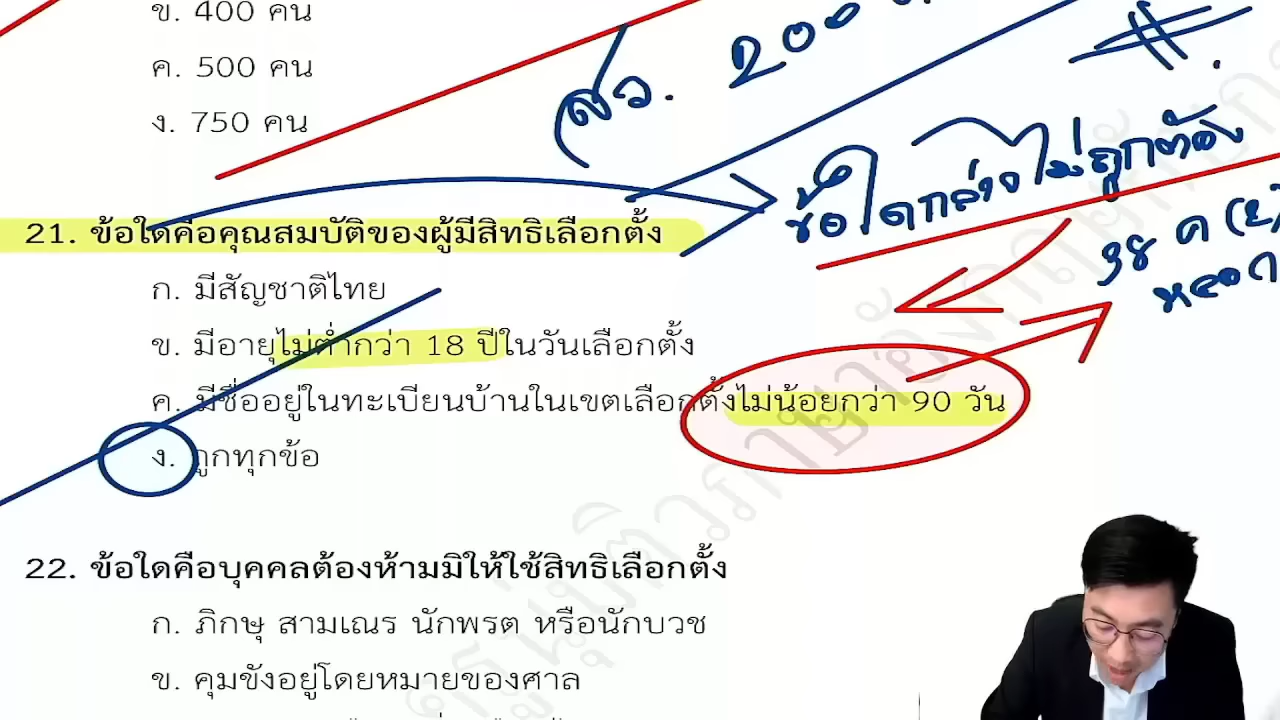 ข. 400 คน
ค. 500 คน
ง. 750 คน
สว. 200
ข้อใดกล่าวไม่ถูกต้อง
21. ข้อใดคือคุณสมบัติของผู้มีสิทธิเลือกตั้ง
ก. มีสัญชาติไทย
ข. มีอายุไม่ต่ำกว่า 18 ปีในวันเลือกตั้ง
ค. มีชื่ออยู่ในทะเบียนบ้านในเขตเลือกตั้งไม่น้อยกว่า 90 วัน
ง. ถูกทุกข้อ
22. ข้อใดคือบุคคลต้องห้ามมิให้ใช้สิทธิเลือกตั้ง
ก. ภิกษุ สามเณร นักพรต หรือนักบวช
ข. คุมขังอยู่โดยหมายของศาล